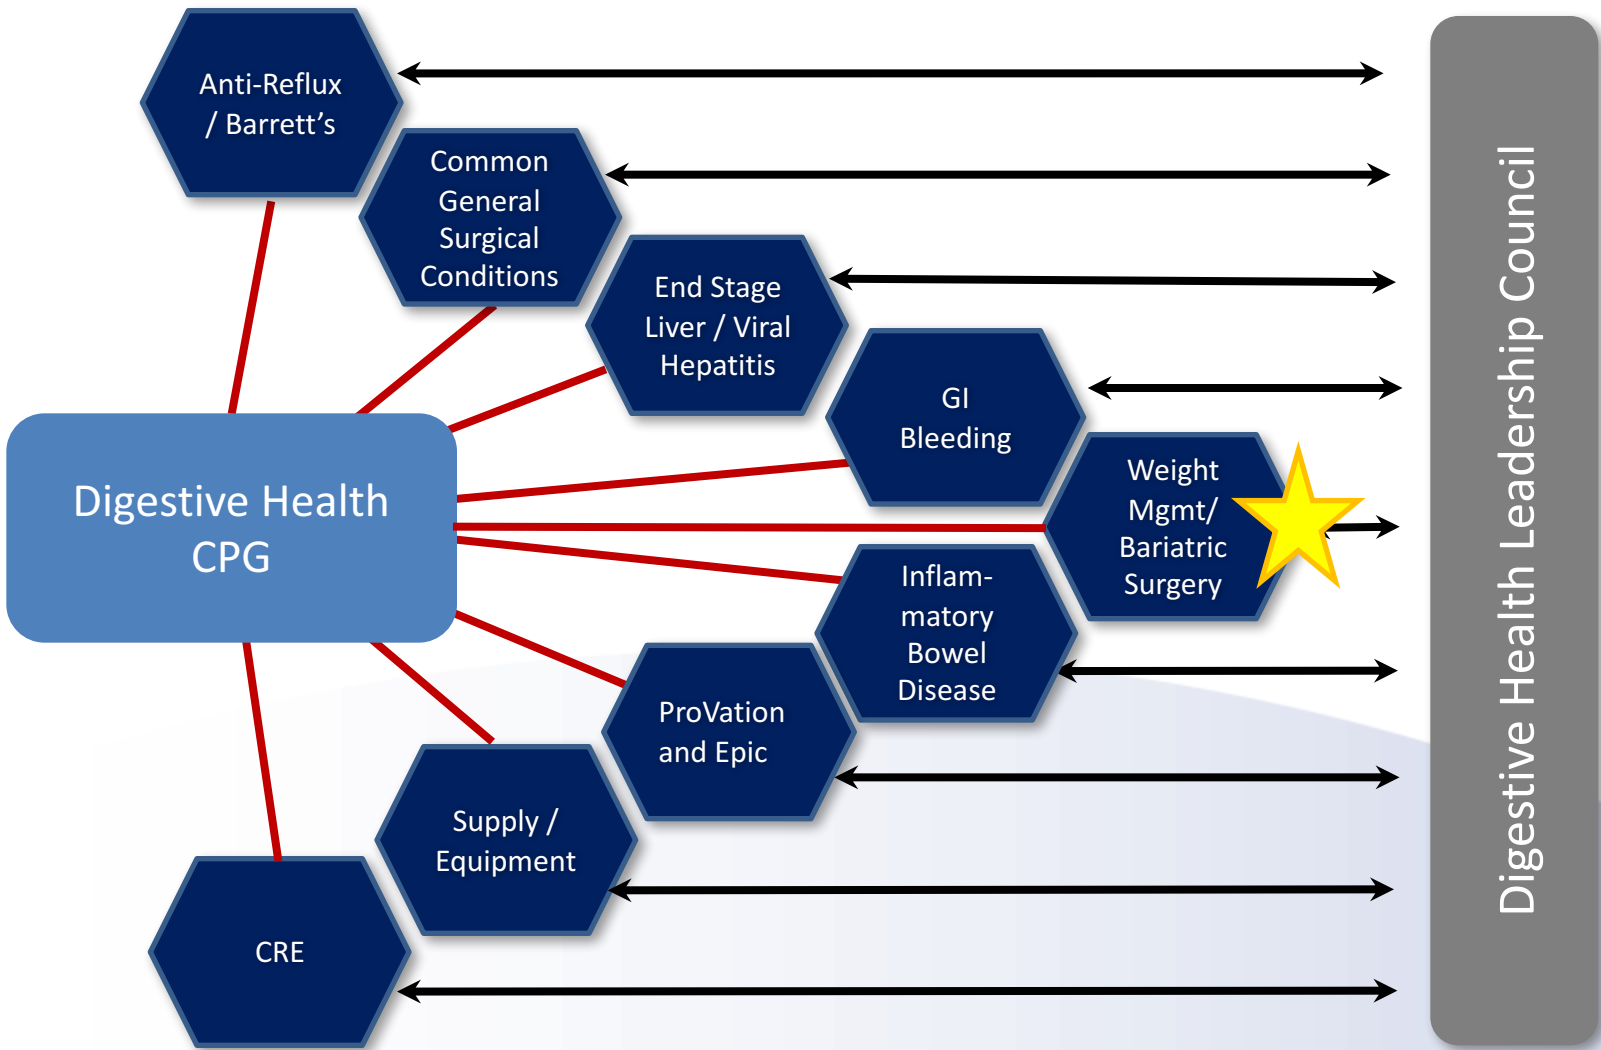 Anti-Reflux
/ Barrett’s
Common
General
Surgical
Conditions
End Stage
Liver / Viral
Hepatitis
GI
Bleeding
Weight
Mgmt/
Bariatric
Surgery
Digestive Health
CPG
Inflam-
matory
Bowel
Disease
ProVation
and Epic
Supply /
Equipment
CRE
Digestive Health Leadership Council